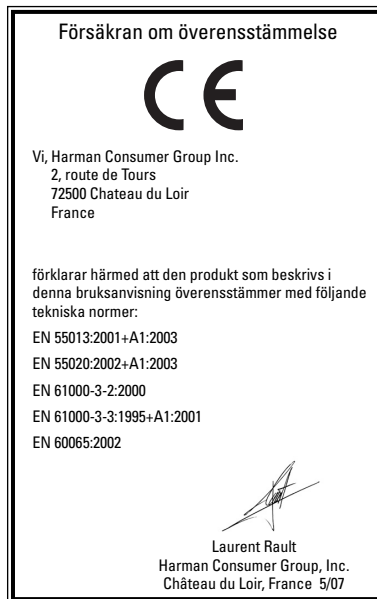 Försäkran om överensstämmelse
CE
Vi, Harman Consumer Group Inc.
2, route de Tours
72500 Chateau du Loir
France
förklarar härmed att den produkt som beskrivs i
denna bruksanvisning överensstämmer med följande
tekniska normer:
EN 55013:2001+A1:2003
EN 55020:2002+A1:2003
EN 61000-3-2:2000
EN 61000-3-3:1995+A1:2001
EN 60065:2002
Laurent Rault
Harman Consumer Group, Inc.
Château du Loir, France 5/07